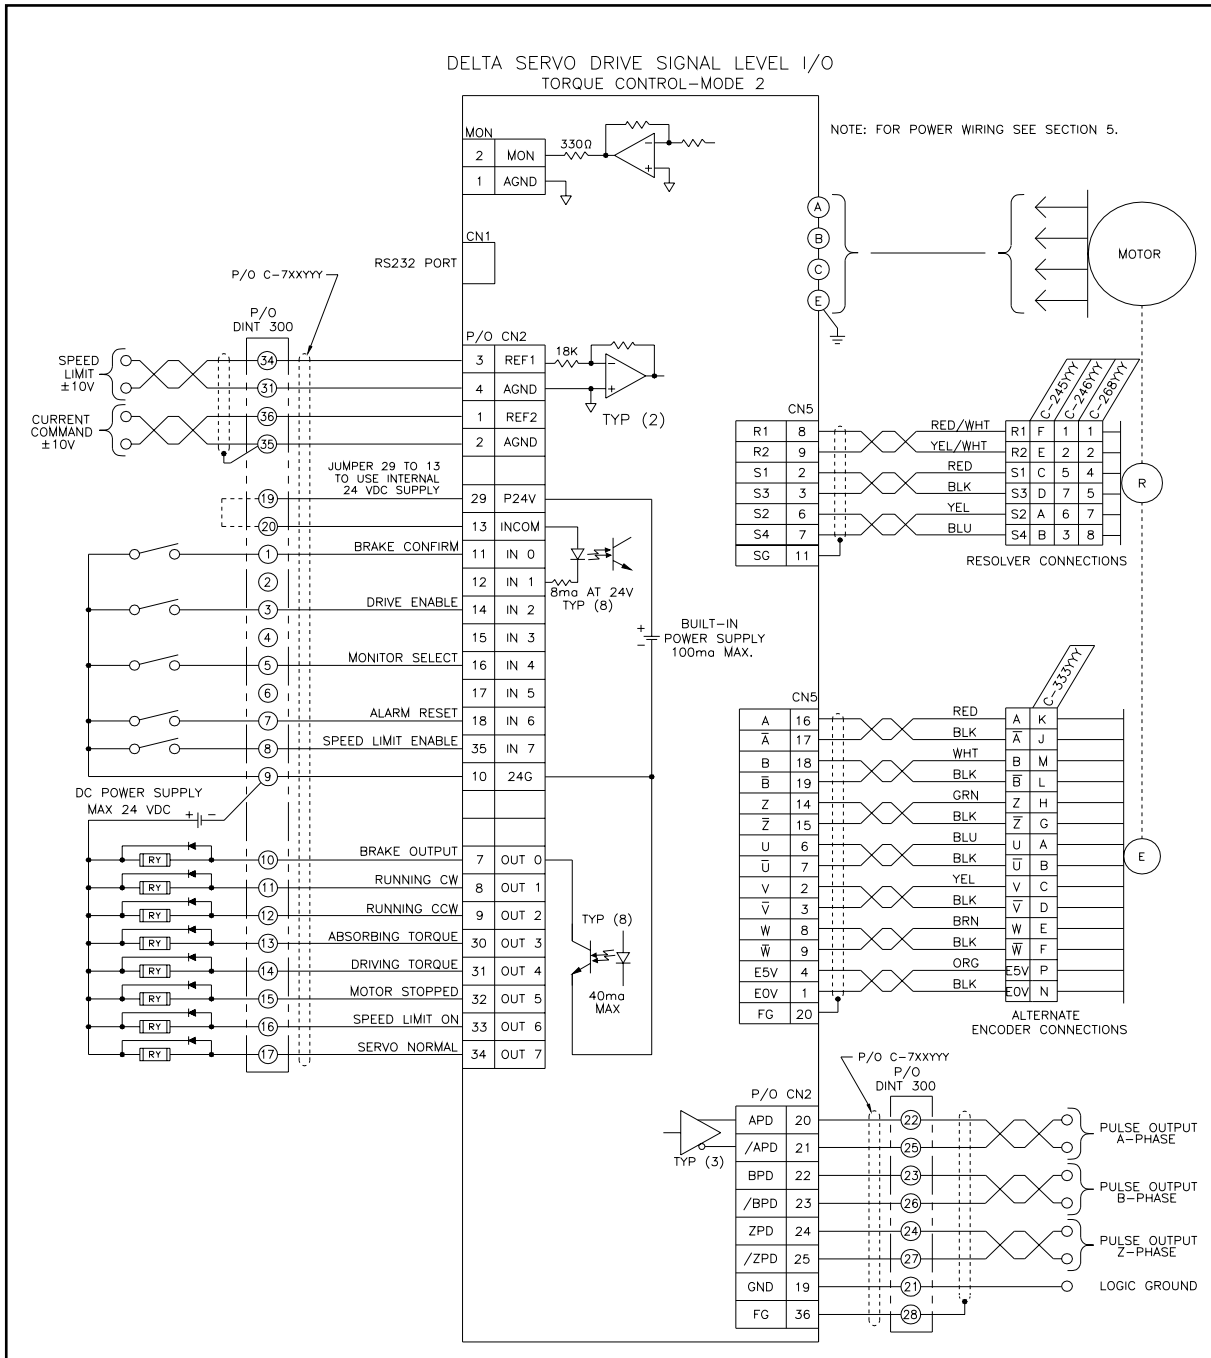 DELTA SERVO DRIVE SIGNAL LEVEL I/O
TORQUE CONTROL-MODE 2
NOTE: FOR POWER WIRING SEE SECTION 5.
MON
2 MON
1 AGND
330Ω
- +
CN1
RS232 PORT
A
B
C
E
MOTOR
P/O C-7XXYYY
P/O
DINT 300
SPEED
LIMIT
±10V
CURRENT
COMMAND
±10V
34
31
36
35
JUMPER 29 TO 13
TO USE INTERNAL
24 VDC SUPPLY
19
20
1 BRAKE CONFIRM
2
3 DRIVE ENABLE
4
5 MONITOR SELECT
6
7 ALARM RESET
8 SPEED LIMIT ENABLE
9
DC POWER SUPPLY
MAX 24 VDC
+ -
RY 10 BRAKE OUTPUT
RY 11 RUNNING CW
RY 12 RUNNING CCW
RY 13 ABSORBING TORQUE
RY 14 DRIVING TORQUE
RY 15 MOTOR STOPPED
RY 16 SPEED LIMIT ON
RY 17 SERVO NORMAL
P/O CN2
3 REF1
4 AGND
1 REF2
2 AGND
29 P24V
13 INCOM
11 IN 0
12 IN 1
14 IN 2
15 IN 3
16 IN 4
17 IN 5
18 IN 6
35 IN 7
10 24G
7 OUT 0
8 OUT 1
9 OUT 2
30 OUT 3
31 OUT 4
32 OUT 5
33 OUT 6
34 OUT 7
18K
- +
TYP (2)
8ma AT 24V
TYP (8)
+
-
BUILT-IN
POWER SUPPLY
100ma MAX.
TYP (8)
40ma
MAX
C-245YYY
C-246YYY
C-268YYY
CN5
R1 8 RED/WHT R1 F 1 1
R2 9 YEL/WHT R2 E 2 2
S1 2 RED S1 C 5 4
S3 3 BLK S3 D 7 5
S2 6 YEL S2 A 6 7
S4 7 BLU S4 B 3 8
SG 11
R
RESOLVER CONNECTIONS
C-333YYY
CN5
A 16 RED A K
A̅ 17 BLK A̅ J
B 18 WHT B M
B̅ 19 BLK B̅ L
Z 14 GRN Z H
Z̅ 15 BLK Z̅ G
U 6 BLU U A
U̅ 7 BLK U̅ B
V 2 YEL V C
V̅ 3 BLK V̅ D
W 8 BRN W E
W̅ 9 BLK W̅ F
E5V 4 ORG E5V P
E0V 1 BLK E0V N
FG 20
E
ALTERNATE
ENCODER CONNECTIONS
P/O C-7XXYYY
P/O
DINT 300
P/O CN2
APD 20 22
/APD 21 25
BPD 22 23
/BPD 23 26
ZPD 24 24
/ZPD 25 27
GND 19 21
FG 36 28
TYP (3)
PULSE OUTPUT
A-PHASE
PULSE OUTPUT
B-PHASE
PULSE OUTPUT
Z-PHASE
LOGIC GROUND